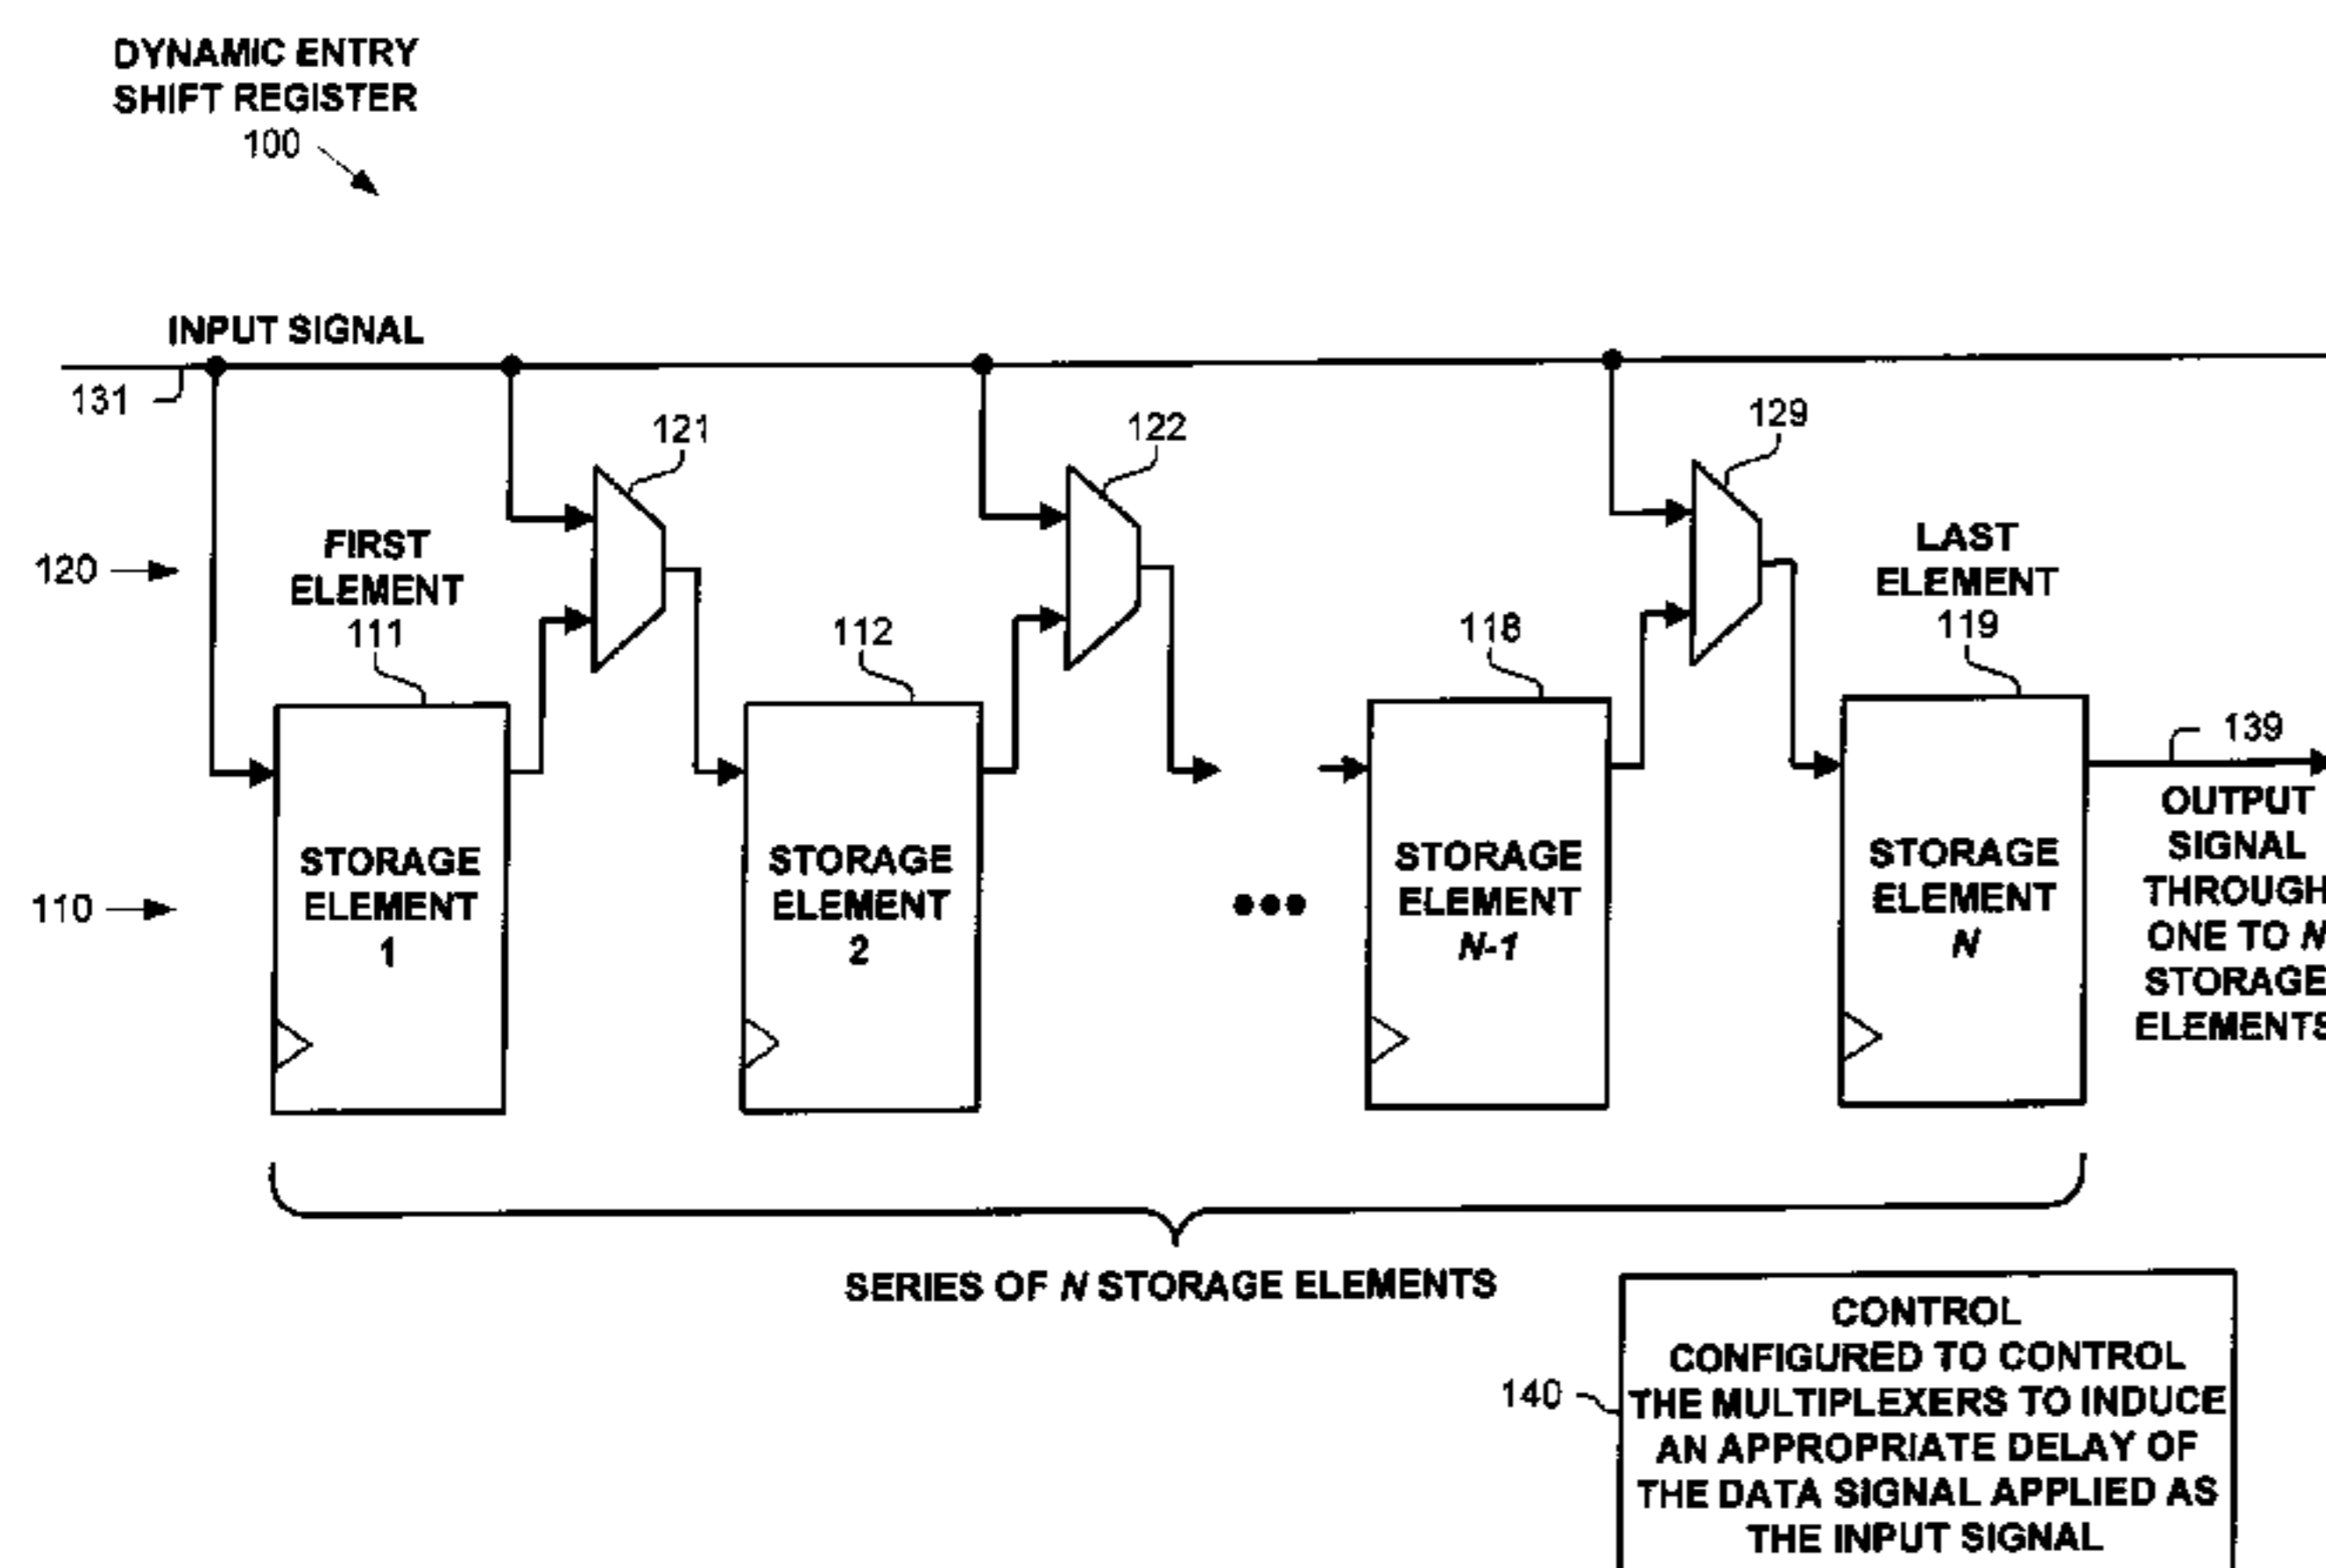 DYNAMIC ENTRY
SHIFT REGISTER
100
INPUT SIGNAL
131
121
122
129
120
FIRST
ELEMENT
111
112
118
LAST
ELEMENT
119
139
110
STORAGE
ELEMENT
1
STORAGE
ELEMENT
2
•••
STORAGE
ELEMENT
N-1
STORAGE
ELEMENT
N
OUTPUT
SIGNAL
THROUGH
ONE TO N
STORAGE
ELEMENTS
SERIES OF N STORAGE ELEMENTS
140
CONTROL
CONFIGURED TO CONTROL
THE MULTIPLEXERS TO INDUCE
AN APPROPRIATE DELAY OF
THE DATA SIGNAL APPLIED AS
THE INPUT SIGNAL